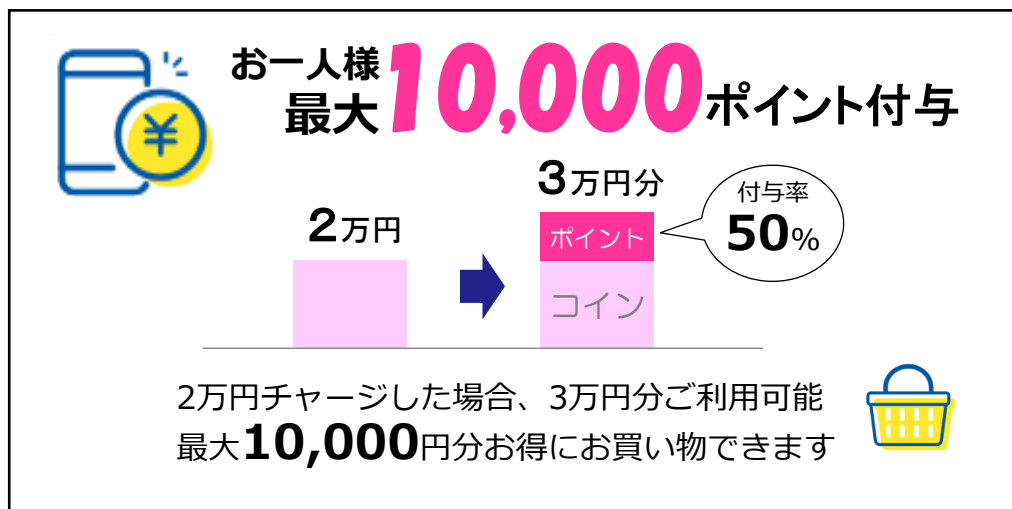 お一人様
最大10,000ポイント付与
3万円分
付与率
2万円
50%
ポイント
コイン
2万円チャージした場合、3万円分ご利用可能
最大10,000円分お得にお買い物できます
¥